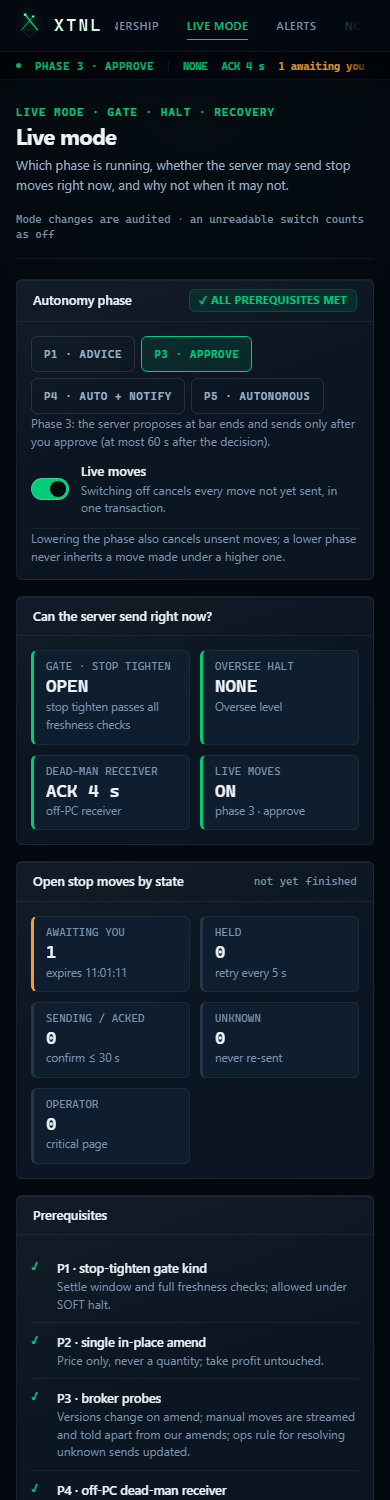 XTNL
ERSHIP LIVE MODE ALERTS
PHASE 3 · APPROVE NONE ACK 4 s 1 awaiting you
LIVE MODE · GATE · HALT · RECOVERY
Live mode
Which phase is running, whether the server may send stop
moves right now, and why not when it may not.
Mode changes are audited · an unreadable switch counts
as off
Autonomy phase
✓ ALL PREREQUISITES MET
P1 · ADVICE
P3 · APPROVE
P4 · AUTO + NOTIFY
P5 · AUTONOMOUS
Phase 3: the server proposes at bar ends and sends only after
you approve (at most 60 s after the decision).
Live moves
Switching off cancels every move not yet sent, in
one transaction.
Lowering the phase also cancels unsent moves; a lower phase
never inherits a move made under a higher one.
Can the server send right now?
GATE · STOP TIGHTEN
OPEN
stop tighten passes all
freshness checks
OVERSEE HALT
NONE
Oversee level
DEAD-MAN RECEIVER
ACK 4 s
off-PC receiver
LIVE MOVES
ON
phase 3 · approve
Open stop moves by state
not yet finished
AWAITING YOU
1
expires 11:01:11
HELD
0
retry every 5 s
SENDING / ACKED
0
confirm ≤ 30 s
UNKNOWN
0
never re-sent
OPERATOR
0
critical page
Prerequisites
✓ P1 · stop-tighten gate kind
Settle window and full freshness checks; allowed under
SOFT halt.
✓ P2 · single in-place amend
Price only, never a quantity; take profit untouched.
✓ P3 · broker probes
Versions change on amend; manual moves are streamed
and told apart from our amends; ops rule for resolving
unknown sends updated.
✓ P4 · off-PC dead-man receiver